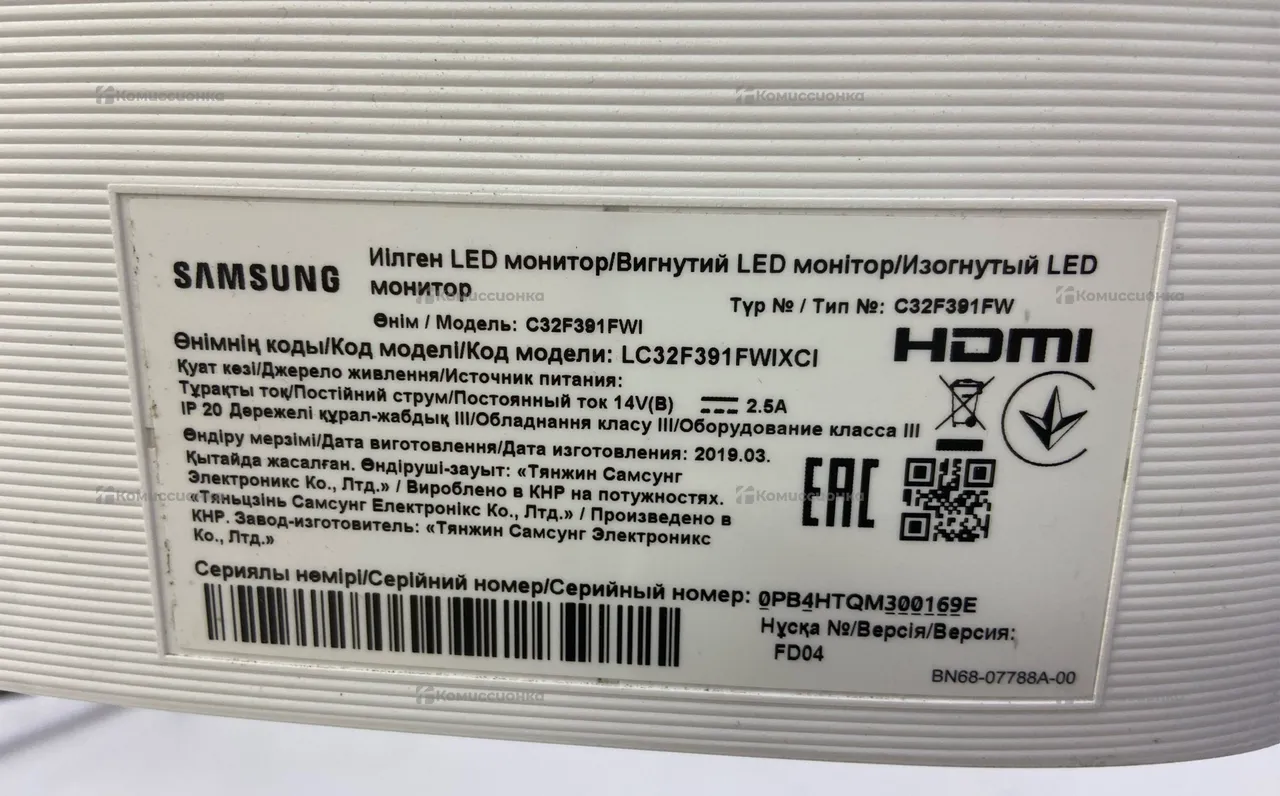 Комиссионка
Комиссионка
SAMSUNG
Иілген LED монитор/Вигнутий LED монітор/Изогнутый LED
монитор
Комиссионка
Комиссионка
Түр № / Тип №: C32F391FW
Өнім / Модель: C32F391FWI
HDMI
Өнімнің коды/Код моделі/Код модели: LC32F391FWIXCI
Қуат көзі/Джерело живлення/Источник питания:
Тұрақты ток/Постійний струм/Постоянный ток 14V(B) 2.5A
IP 20 Дәрежелі құрал-жабдық III/Обладнання класу III/Оборудование класса III
Өндіру мерзімі/Дата виготовлення/Дата изготовления: 2019.03.
Қытайда жасалған. Өндіруші-зауыт: «Тянжин Самсунг
Электроникс Ко., Лтд.» / Вироблено в КНР на потужностях.
«Тяньцзінь Самсунг Електронікс Ко., Лтд.» / Произведено в
КНР. Завод-изготовитель: «Тянжин Самсунг Электроникс
Ко., Лтд.»
EAC
Комиссионка
Комиссионка
Сериялы нөмірі/Серійний номер/Серийный номер: 0PB4HTQM300169E
Нұсқа №/Версія/Версия:
FD04
BN68-07788A-00
Комиссионка
Комиссионка